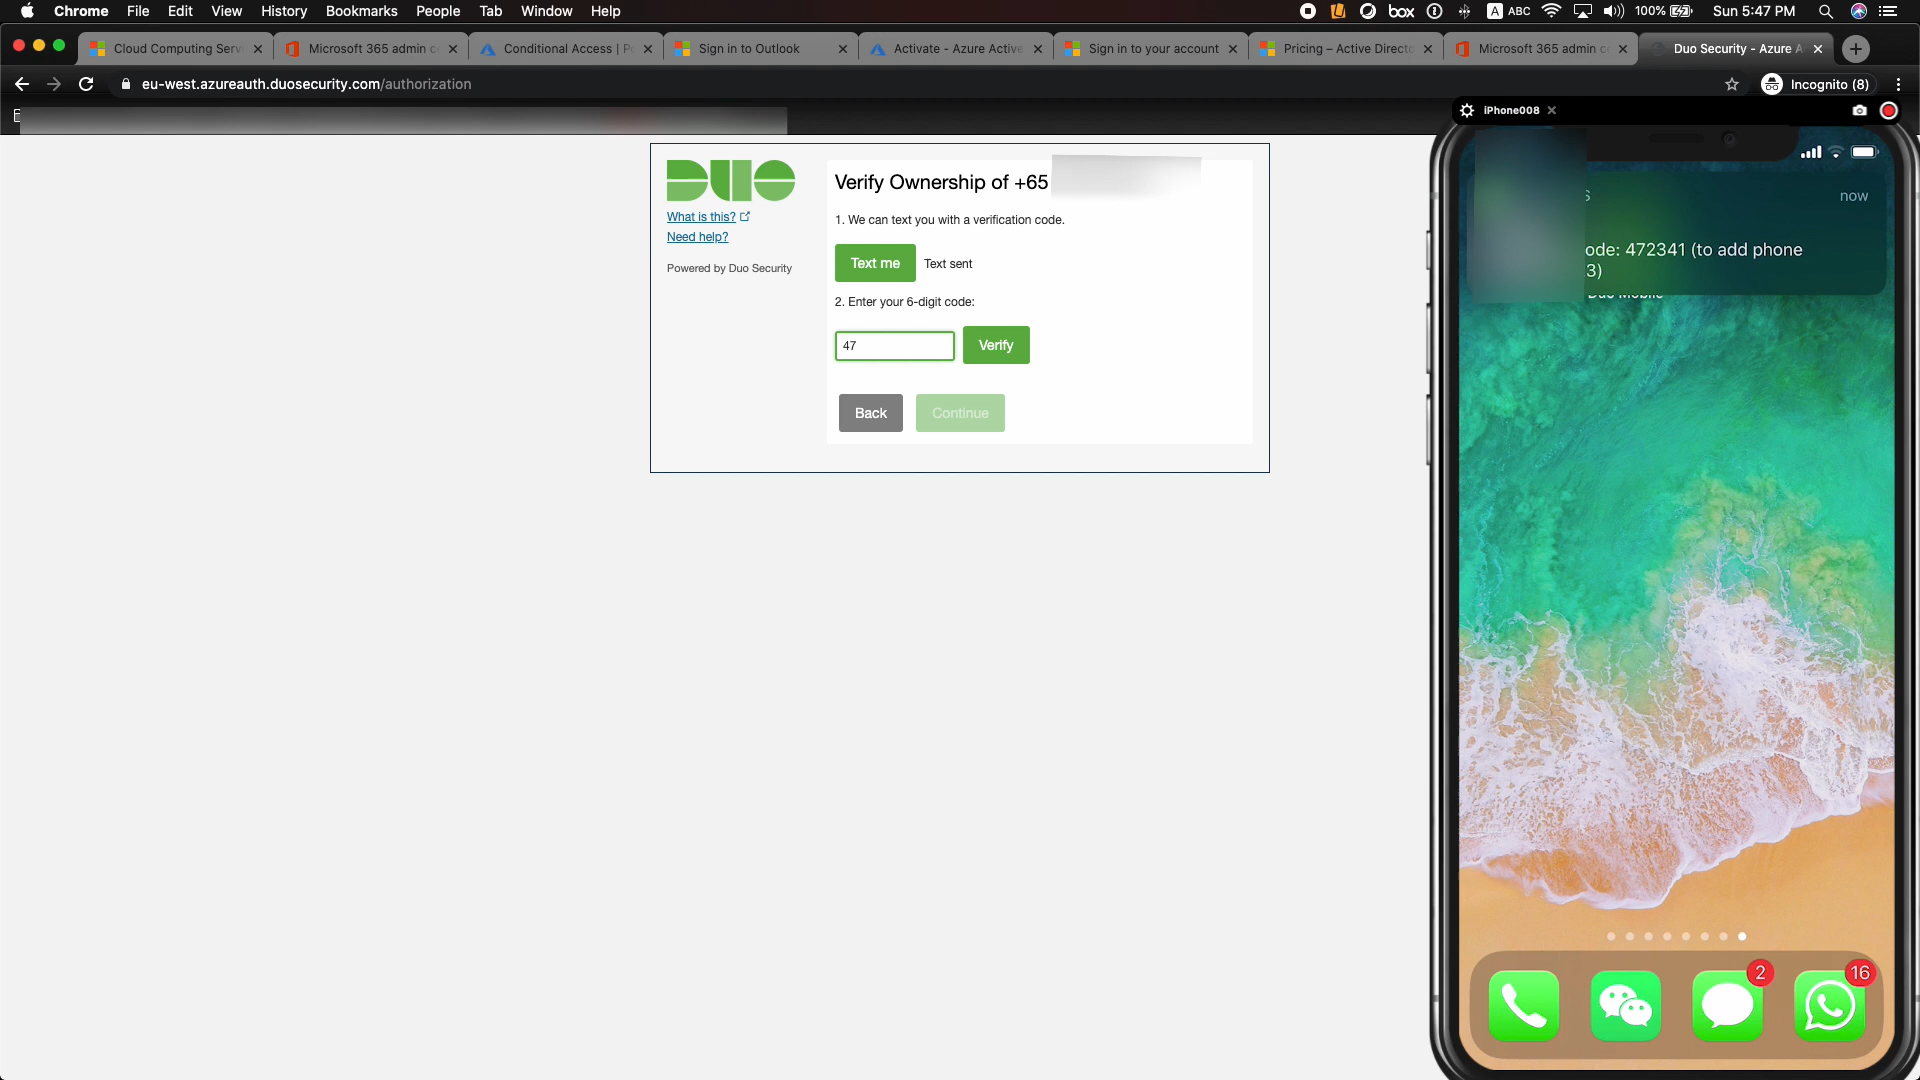 Chrome File Edit View History Bookmarks People Tab Window Help
box A ABC 100% Sun 5:47 PM
Cloud Computing Serv
Microsoft 365 admin c
Conditional Access | P
Sign in to Outlook
Activate - Azure Active
Sign in to your account
Pricing – Active Directo
Microsoft 365 admin c
Duo Security - Azure A
eu-west.azureauth.duosecurity.com/authorization
Incognito (8)
iPhone008
DUO
What is this?
Need help?
Powered by Duo Security
Verify Ownership of +65
1. We can text you with a verification code.
Text me Text sent
2. Enter your 6-digit code:
47 Verify
Back Continue
now
ode: 472341 (to add phone
3)
Duo Mobile
2
16